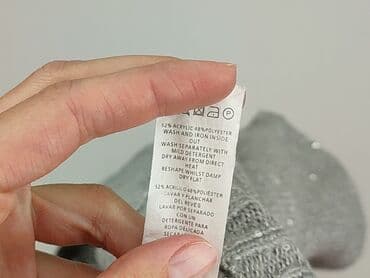 52% ACRYLIC 48% POLYESTER
WASH AND IRON INSIDE
OUT
WASH SEPARATELY WITH
MILD DETERGENT
DRY AWAY FROM DIRECT
HEAT
RESHAPE WHILST DAMP
DRY FLAT
52% ACRILICO 48% POLIÉSTER
LAVAR Y PLANCHAR
DEL REVÉS
LAVAR POR SEPARADO
CON UN
DETERGENTE PARA
ROPA DELICADA